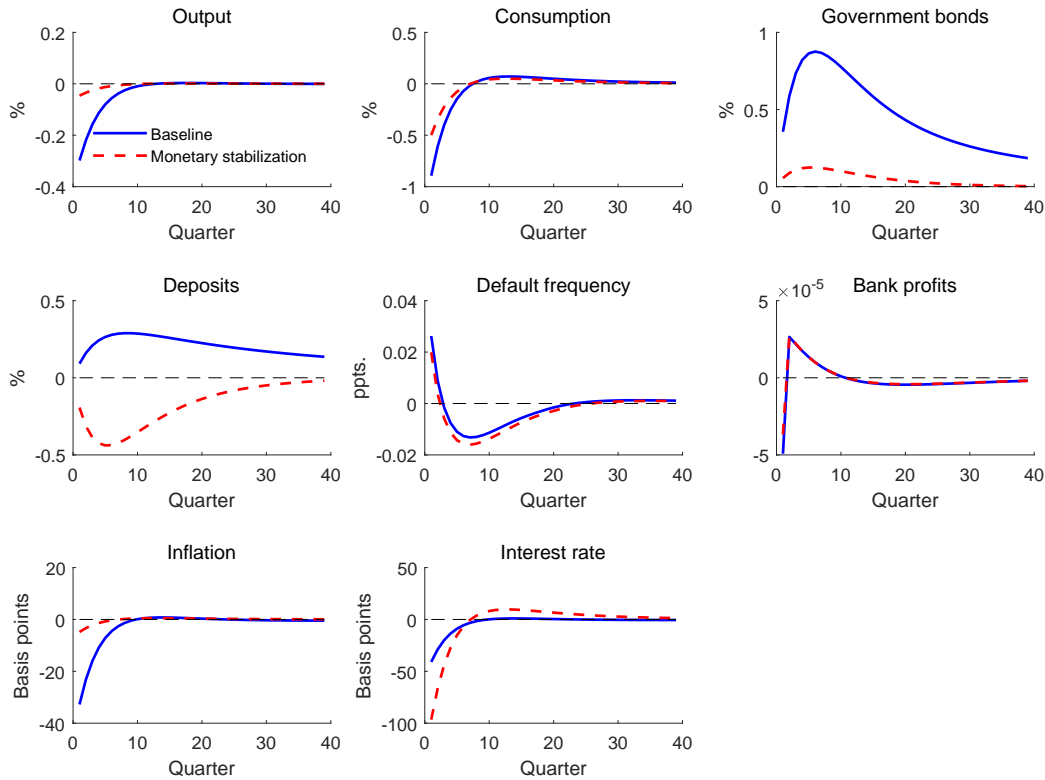 Output
0.2
0
-0.2
-0.4
%
Baseline
Monetary stabilization
0 10 20 30 40
Quarter
Consumption
0.5
0
-0.5
-1
%
0 10 20 30 40
Quarter
Government bonds
1
0.5
0
%
0 10 20 30 40
Quarter
Deposits
0.5
0
-0.5
%
0 10 20 30 40
Quarter
Default frequency
0.04
0.02
0
-0.02
ppts.
0 10 20 30 40
Quarter
Bank profits
×10⁻⁵
5
0
-5
0 10 20 30 40
Quarter
Inflation
20
0
-20
-40
Basis points
0 10 20 30 40
Quarter
Interest rate
50
0
-50
-100
Basis points
0 10 20 30 40
Quarter